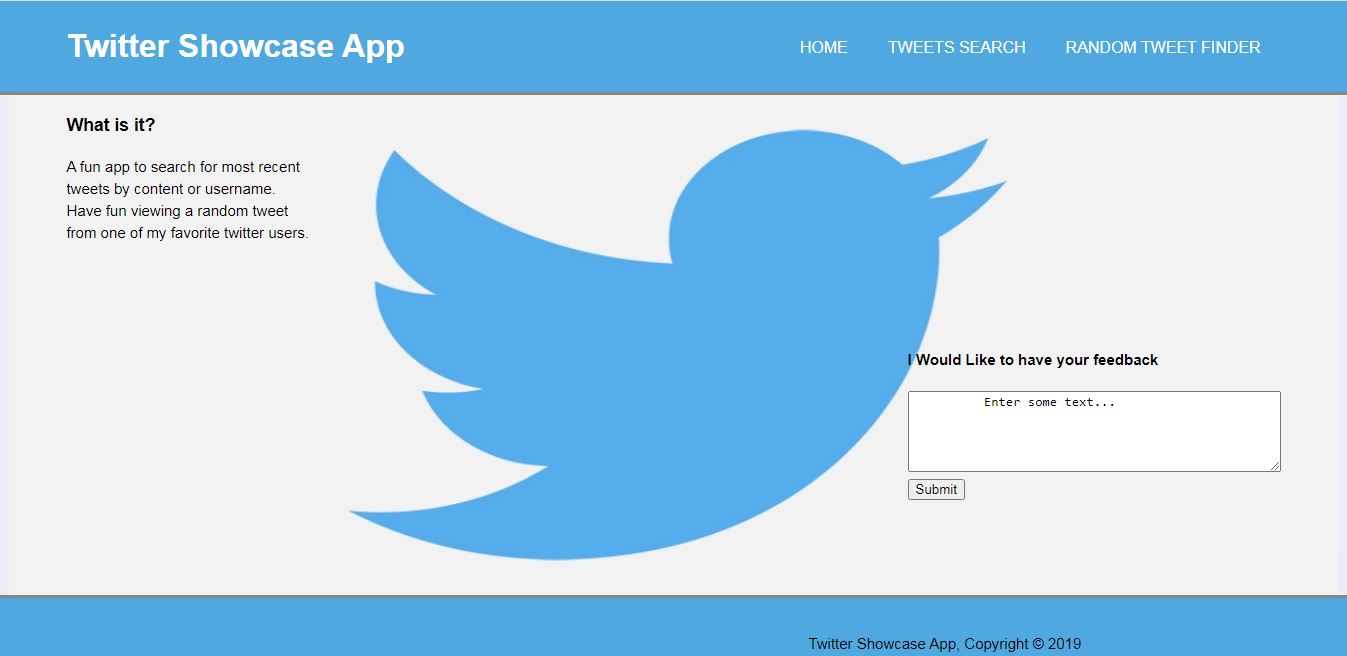 Twitter Showcase App
HOME TWEETS SEARCH RANDOM TWEET FINDER
What is it?
A fun app to search for most recent
tweets by content or username.
Have fun viewing a random tweet
from one of my favorite twitter users.
I Would Like to have your feedback
Enter some text...
Submit
Twitter Showcase App, Copyright © 2019